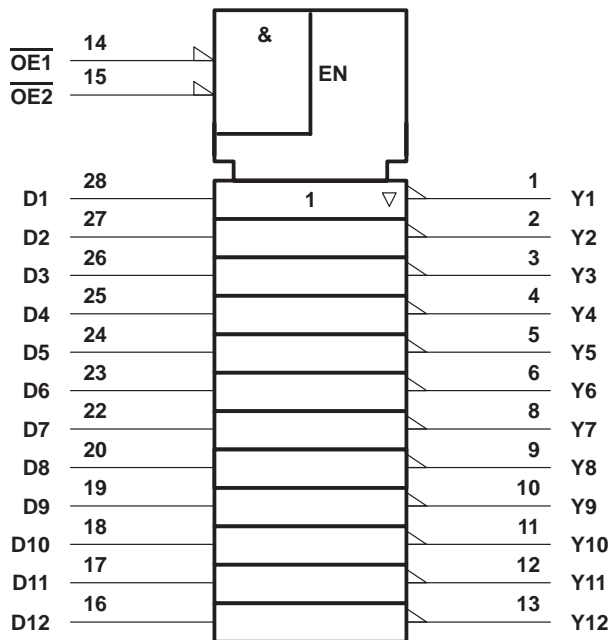 &
14
O̅E̅1̅
EN
15
O̅E̅2̅
D1 28 1 ▽ 1 Y1
D2 27 2 Y2
D3 26 3 Y3
D4 25 4 Y4
D5 24 5 Y5
D6 23 6 Y6
D7 22 8 Y7
D8 20 9 Y8
D9 19 10 Y9
D10 18 11 Y10
D11 17 12 Y11
D12 16 13 Y12